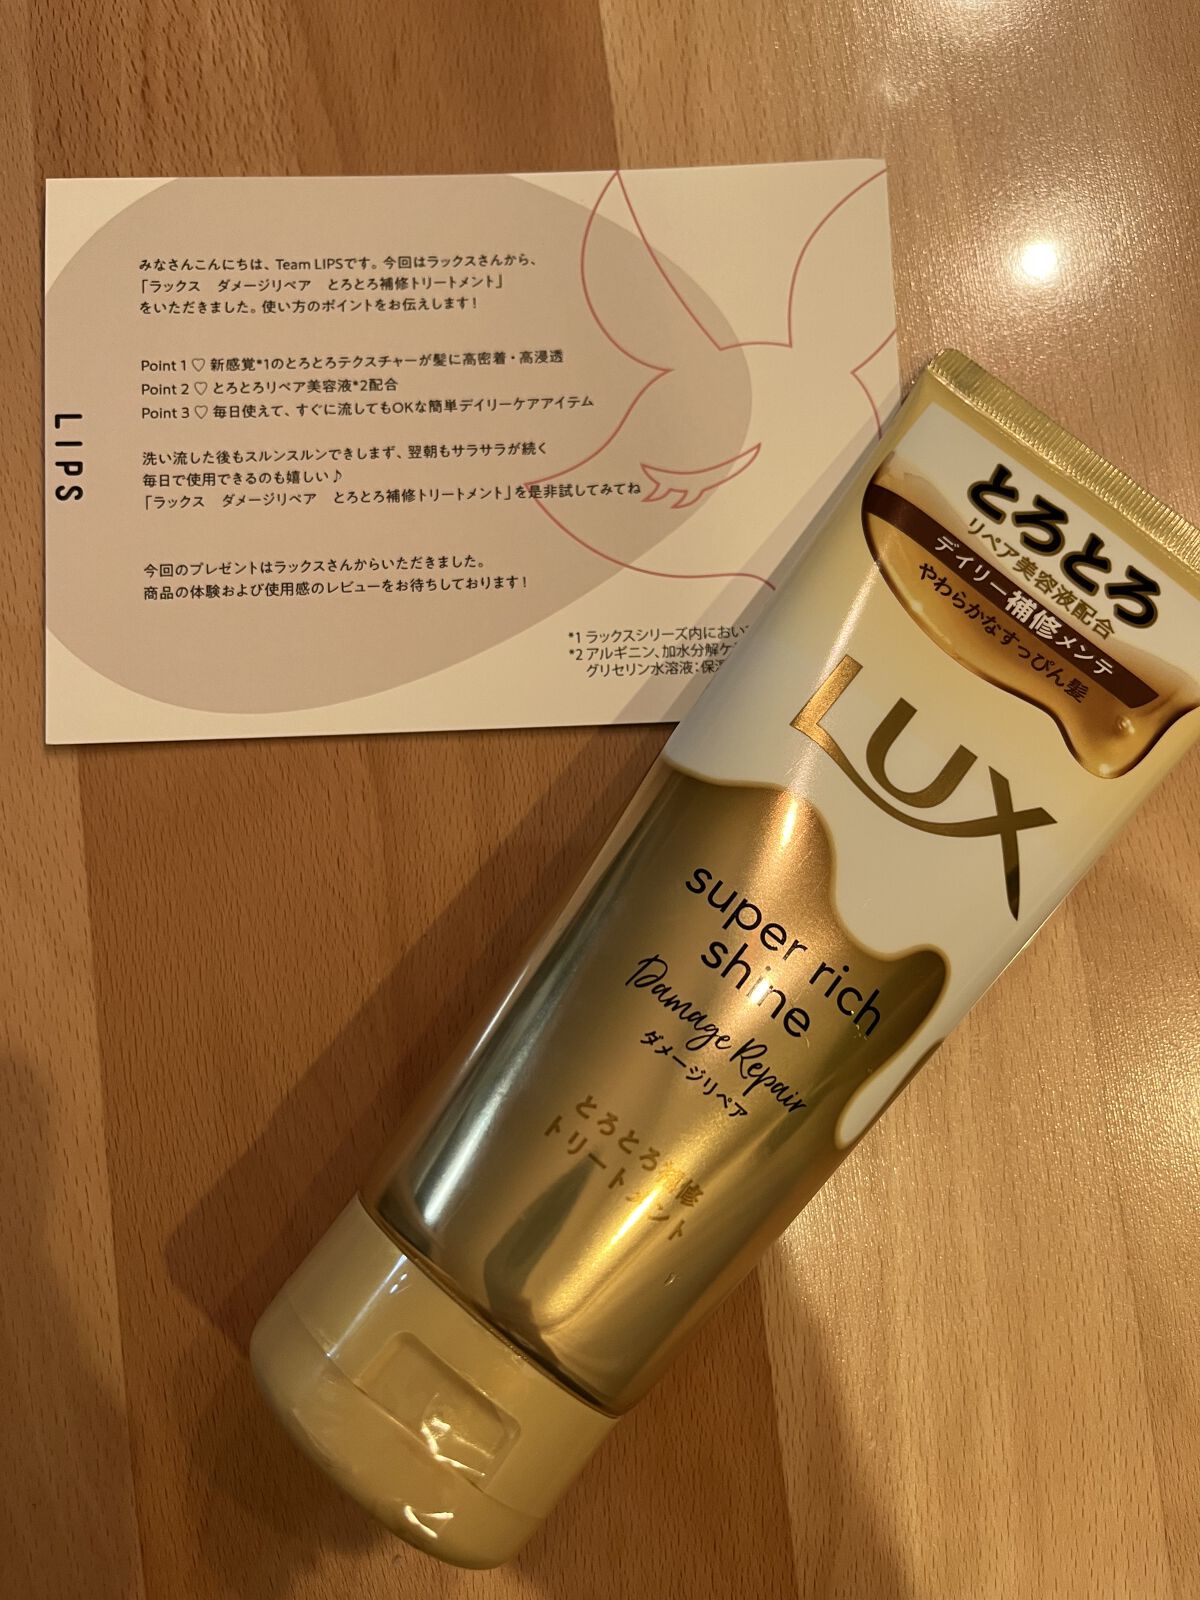 みなさんこんにちは、Team LIPSです。今回はラックスさんから、
「ラックス　ダメージリペア　とろとろ補修トリートメント」
をいただきました。使い方のポイントをお伝えします！
Point 1 ♡ 新感覚*1のとろとろテクスチャーが髪に高密着・高浸透
Point 2 ♡ とろとろリペア美容液*2配合
Point 3 ♡ 毎日使えて、すぐに流してもOKな簡単デイリーケアアイテム
洗い流した後もスルンスルンできしまず、翌朝もサラサラが続く
毎日で使用できるのも嬉しい♪
「ラックス　ダメージリペア　とろとろ補修トリートメント」を是非試してみてね
今回のプレゼントはラックスさんからいただきました。
商品の体験および使用感のレビューをお待ちしております！
*1 ラックスシリーズ内におい
*2 アルギニン、加水分解ケ
グリセリン水溶液：保
LIPS
とろとろ
リペア美容液配合
デイリー補修メンテ
やわらかなすっぴん髪
LUX
super rich
shine
Damage Repair
ダメージリペア
とろとろ補修
トリートメント